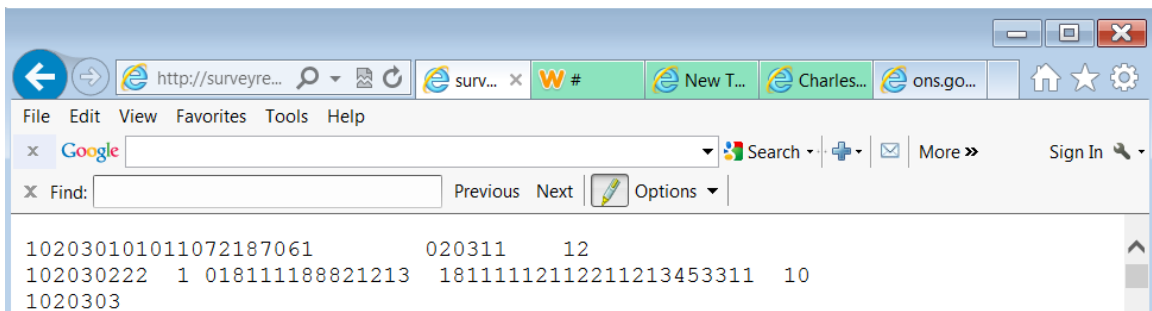 http://surveyre... surv... # New T... Charles... ons.go...
File Edit View Favorites Tools Help
x Google Search More » Sign In
x Find: Previous Next Options
102030101011072187061 020311 12
102030222 1 018111188821213 18111112112211213453311 10
1020303